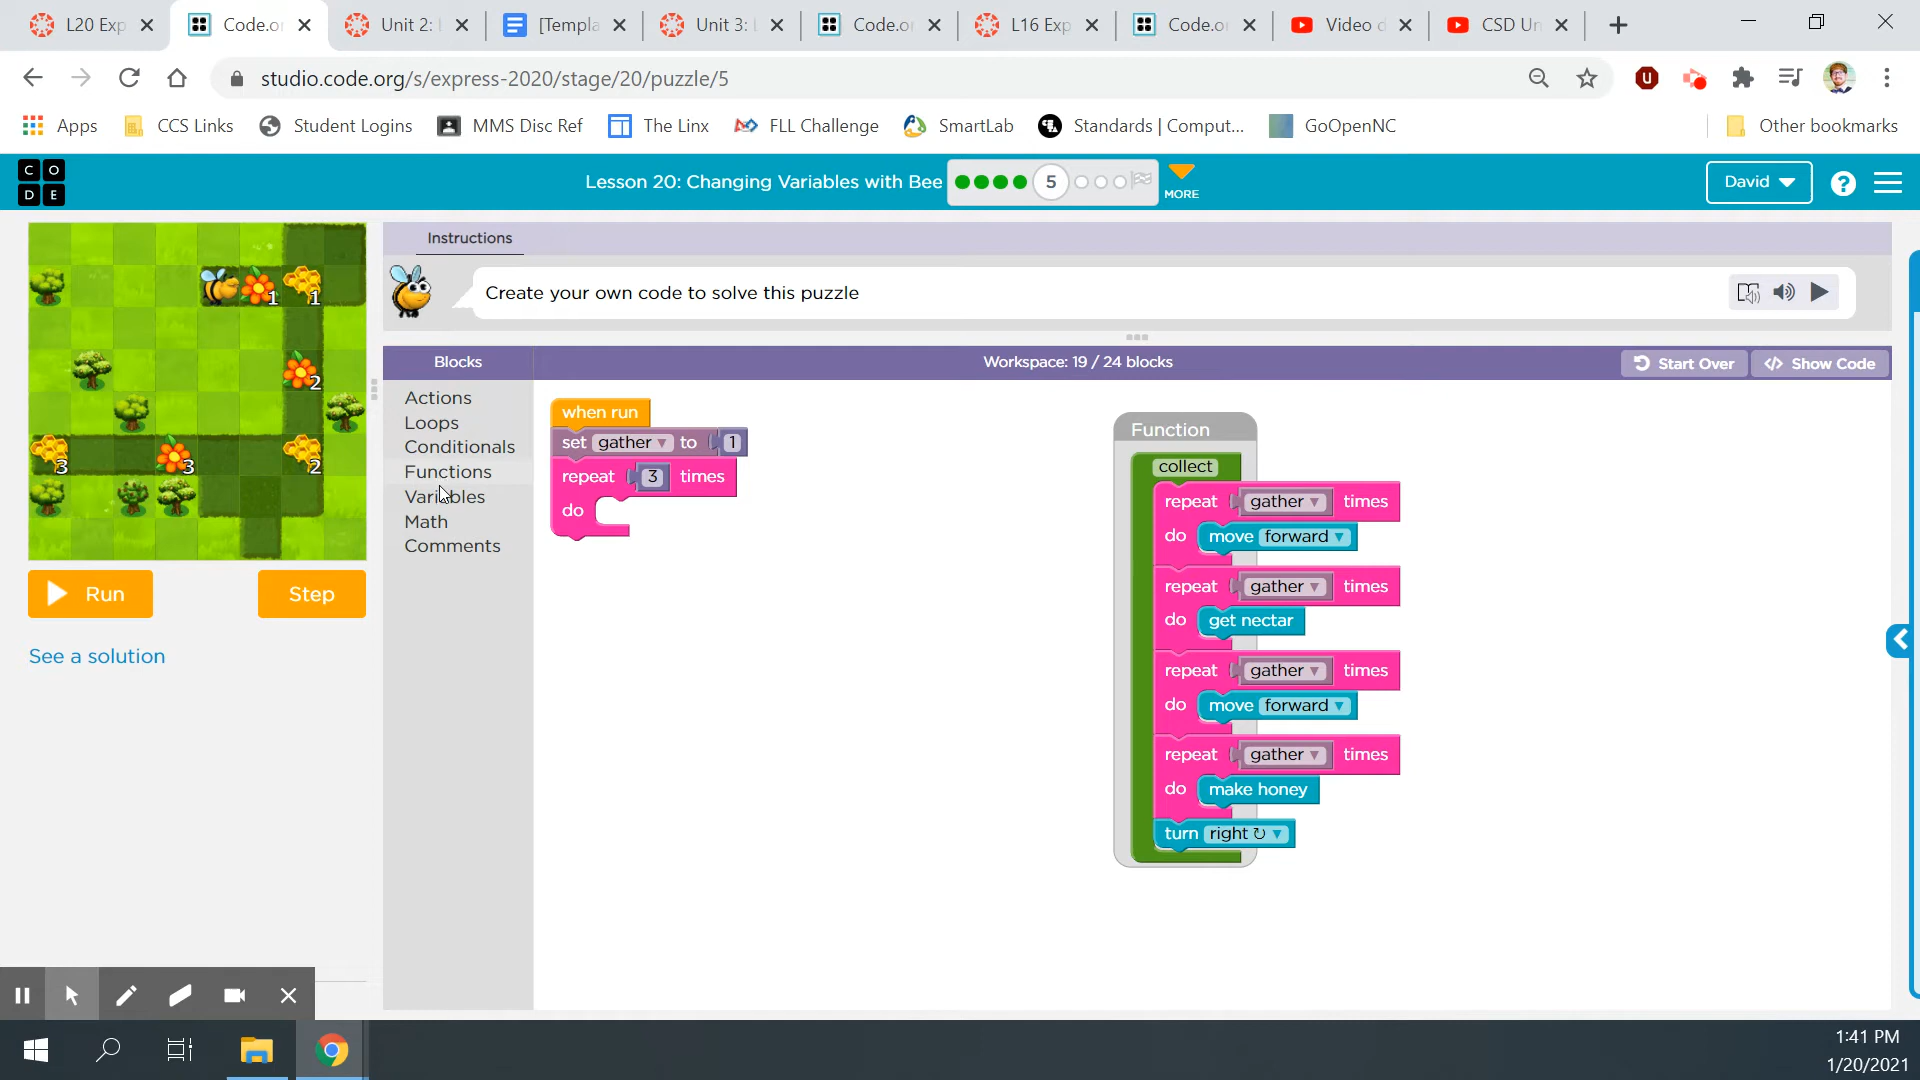 L20 Exp
Code.or
Unit 2:
[Templa
Unit 3:
Code.or
L16 Exp
Code.or
Video
CSD Un
studio.code.org/s/express-2020/stage/20/puzzle/5
Apps
CCS Links
Student Logins
MMS Disc Ref
The Linx
FLL Challenge
SmartLab
Standards | Comput...
GoOpenNC
Other bookmarks
CODE
Lesson 20: Changing Variables with Bee
5
MORE
David
?
Instructions
Create your own code to solve this puzzle
Blocks
Workspace: 19 / 24 blocks
Start Over
</> Show Code
1
1
2
3
3
2
Run
Step
See a solution
Actions
Loops
Conditionals
Functions
Variables
Math
Comments
when run
set gather to 1
repeat 3 times
do
Function
collect
repeat gather times
do move forward
repeat gather times
do get nectar
repeat gather times
do move forward
repeat gather times
do make honey
turn right ↻
1:41 PM
1/20/2021